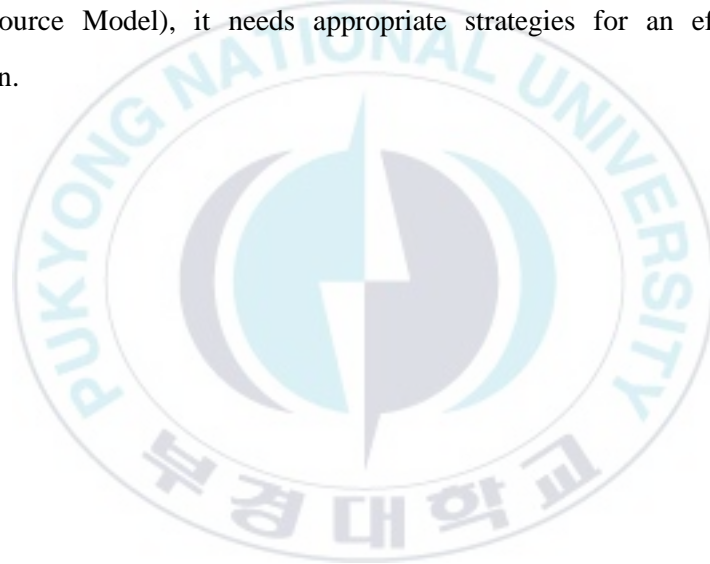 ource Model), it needs appropriate strategies for an ef
n.
PUKYONG NATIONAL UNIVERSITY
부경대학교